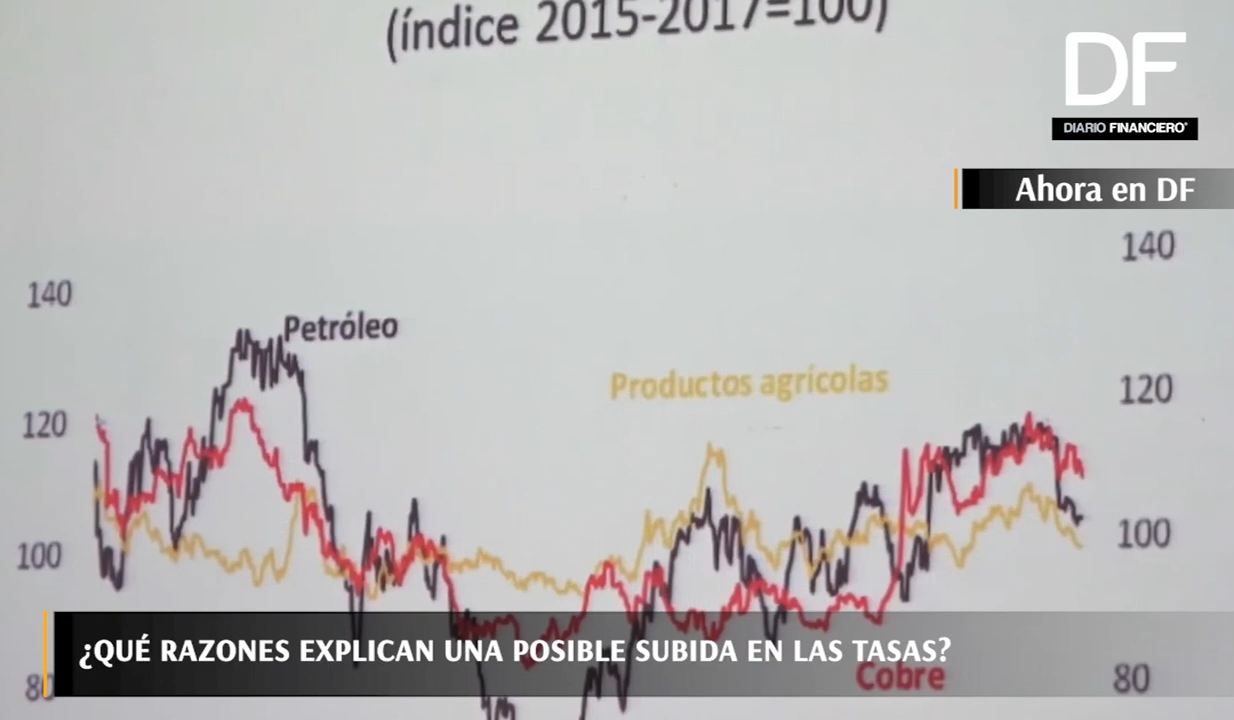 (índice 2015-2017=100)
DF
DIARIO FINANCIERO®
Ahora en DF
140
140
Petróleo
Productos agrícolas
120
120
100
100
¿QUÉ RAZONES EXPLICAN UNA POSIBLE SUBIDA EN LAS TASAS?
Cobre
80
80